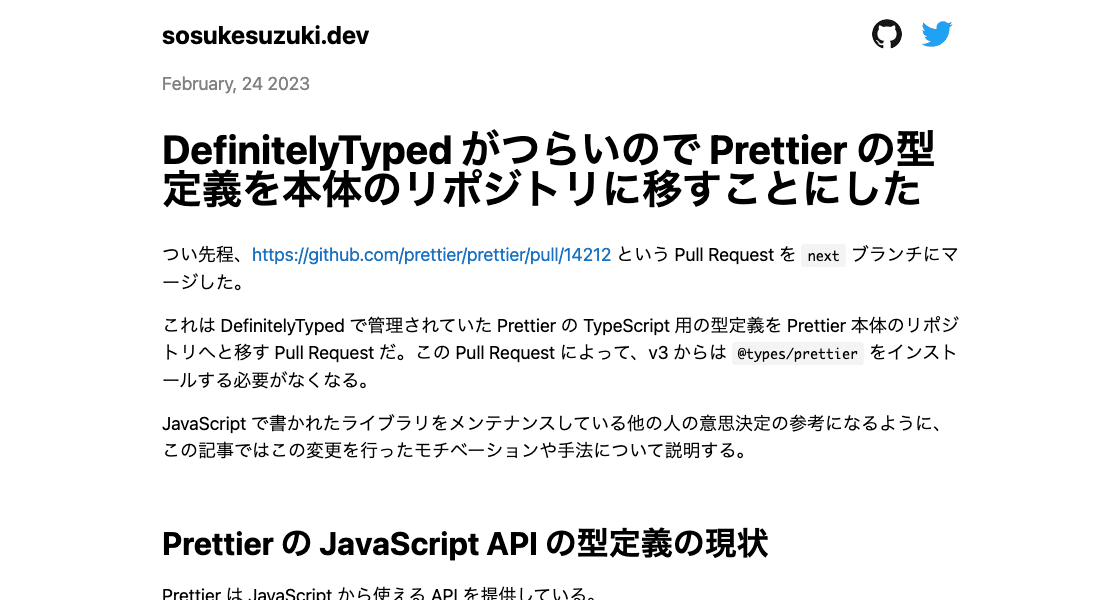 sosukesuzuki.dev
February, 24 2023
DefinitelyTyped がつらいので Prettier の型
定義を本体のリポジトリに移すことにした
つい先程、https://github.com/prettier/prettier/pull/14212 という Pull Request を next ブランチにマ
ージした。
これは DefinitelyTyped で管理されていた Prettier の TypeScript 用の型定義を Prettier 本体のリポジ
トリへと移す Pull Request だ。この Pull Request によって、v3 からは @types/prettier をインスト
ールする必要がなくなる。
JavaScript で書かれたライブラリをメンテナンスしている他の人の意思決定の参考になるように、
この記事ではこの変更を行ったモチベーションや手法について説明する。
Prettier の JavaScript API の型定義の現状
Prettier は JavaScript から使える API を提供している。